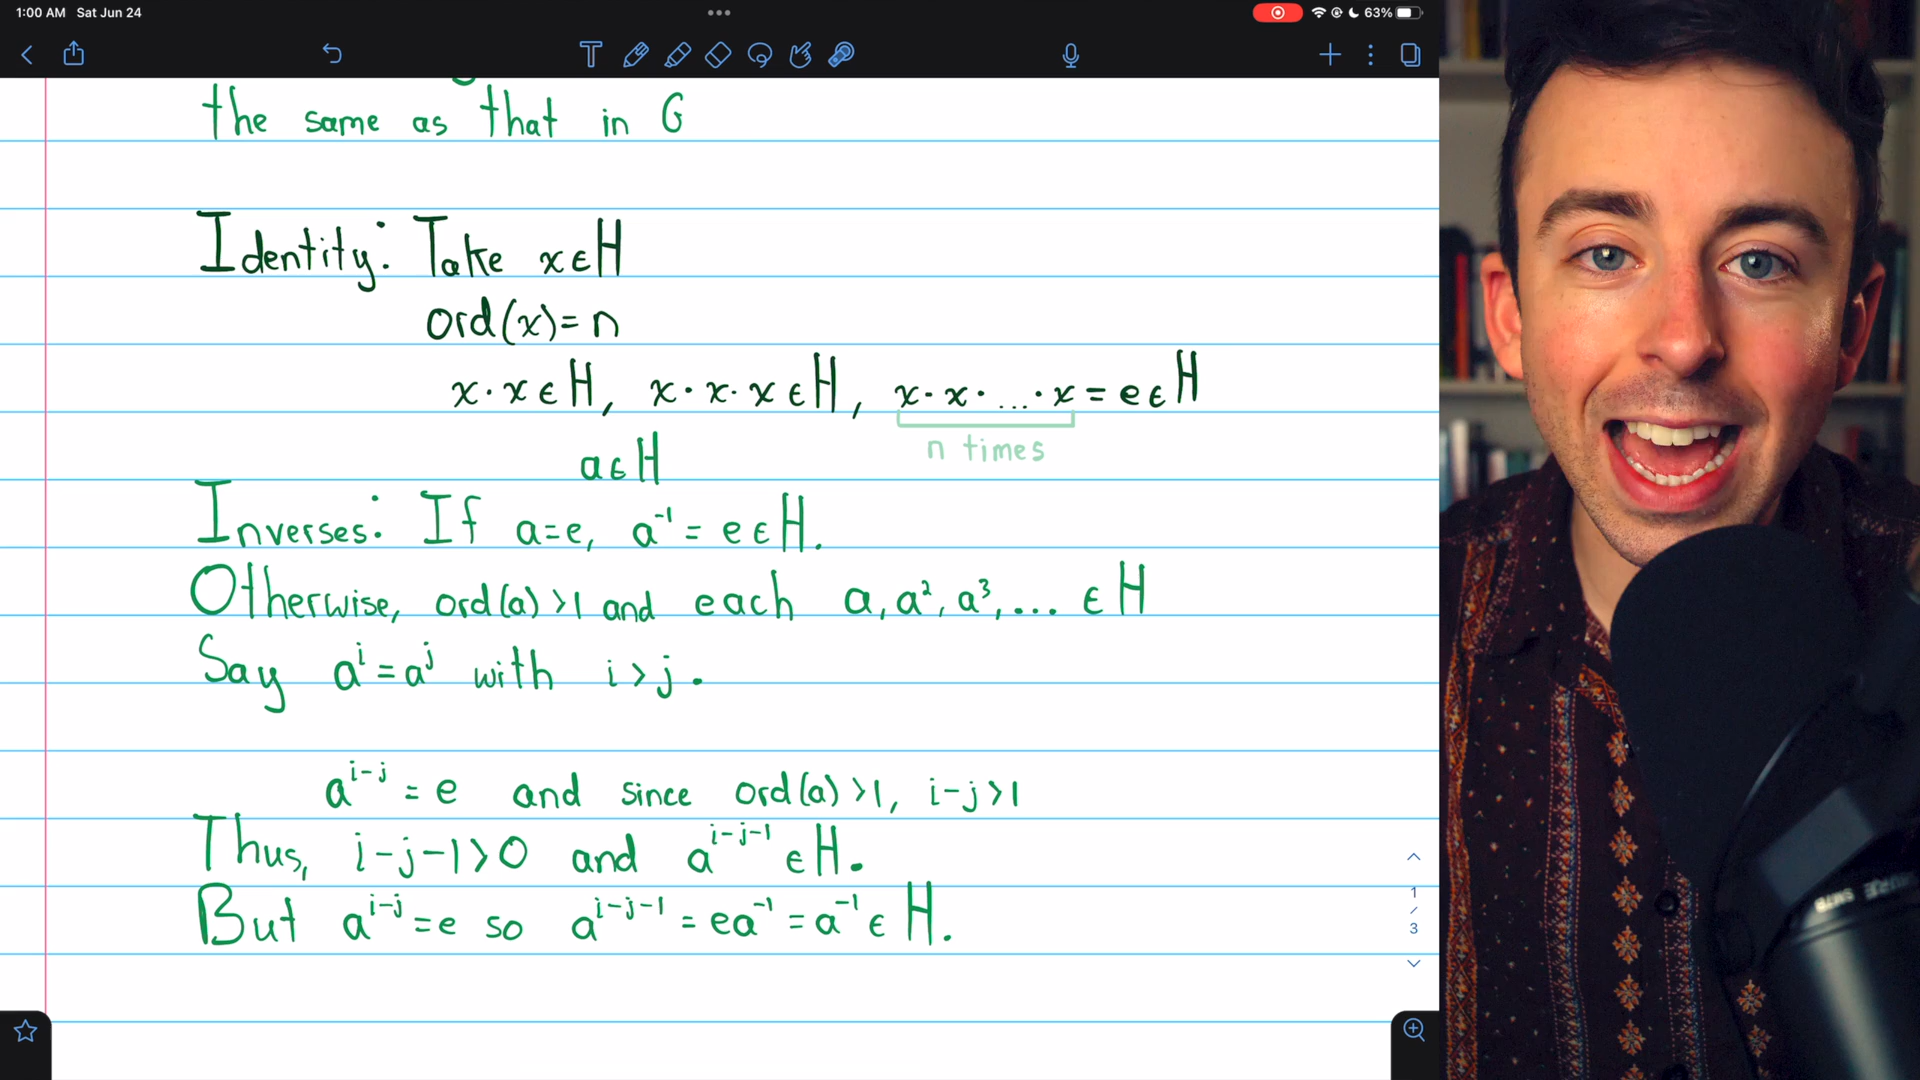 1:00 AM Sat Jun 24
63%
the same as that in G
Identity: Take x∈H
ord(x)=n
x·x∈H, x·x·x∈H, x·x·...·x=e∈H
n times
a∈H
Inverses: If a=e, a⁻¹=e∈H.
Otherwise, ord(a)>1 and each a, a², a³, ... ∈H
Say aⁱ=aʲ with i>j.
aⁱ⁻ʲ=e and since ord(a)>1, i-j>1
Thus, i-j-1>0 and aⁱ⁻ʲ⁻¹∈H.
But aⁱ⁻ʲ=e so aⁱ⁻ʲ⁻¹=ea⁻¹=a⁻¹∈H.
1
/
3